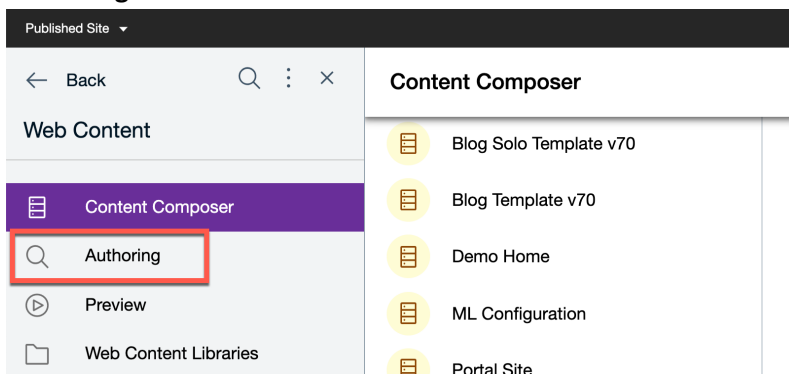 Published Site
Back
Web Content
Content Composer
Authoring
Preview
Web Content Libraries
Content Composer
Blog Solo Template v70
Blog Template v70
Demo Home
ML Configuration
Portal Site